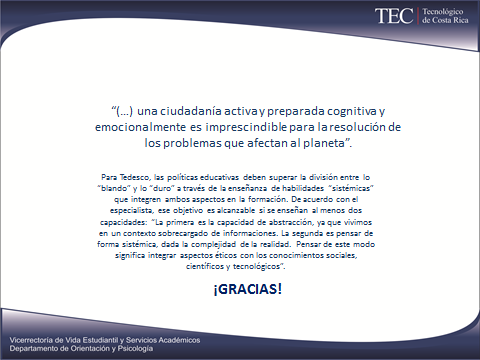 TEC Tecnológico
de Costa Rica
“(…) una ciudadanía activa y preparada cognitiva y
emocionalmente es imprescindible para la resolución de
los problemas que afectan al planeta”.
Para Tedesco, las políticas educativas deben superar la división entre lo
“blando” y lo “duro” a través de la enseñanza de habilidades “sistémicas”
que integren ambos aspectos en la formación. De acuerdo con el
especialista, ese objetivo es alcanzable si se enseñan al menos dos
capacidades: “La primera es la capacidad de abstracción, ya que vivimos
en un contexto sobrecargado de informaciones. La segunda es pensar de
forma sistémica, dada la complejidad de la realidad. Pensar de este modo
significa integrar aspectos éticos con los conocimientos sociales,
científicos y tecnológicos”.
¡GRACIAS!
Vicerrectoría de Vida Estudiantil y Servicios Académicos
Departamento de Orientación y Psicología